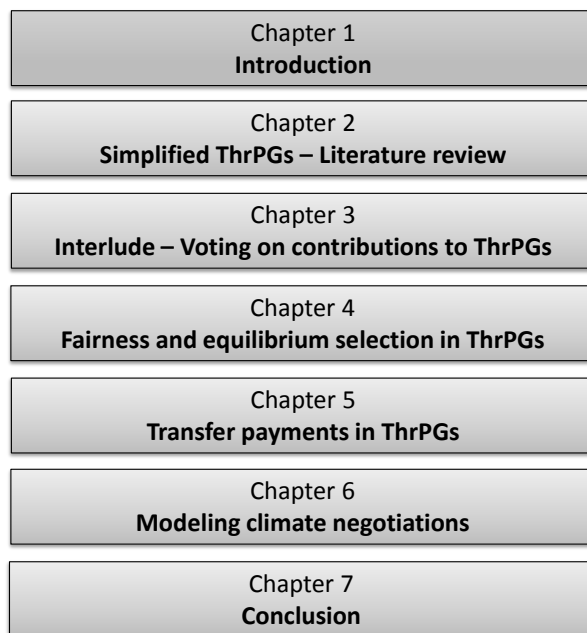 Chapter 1
Introduction
Chapter 2
Simplified ThrPGs – Literature review
Chapter 3
Interlude – Voting on contributions to ThrPGs
Chapter 4
Fairness and equilibrium selection in ThrPGs
Chapter 5
Transfer payments in ThrPGs
Chapter 6
Modeling climate negotiations
Chapter 7
Conclusion